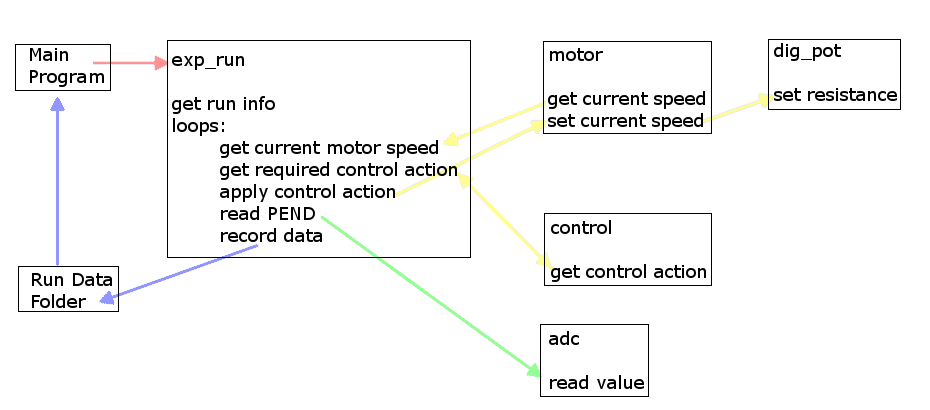 Main
Program
exp_run
get run info
loops:
get current motor speed
get required control action
apply control action
read PEND
record data
motor
get current speed
set current speed
dig_pot
set resistance
control
get control action
Run Data
Folder
adc
read value